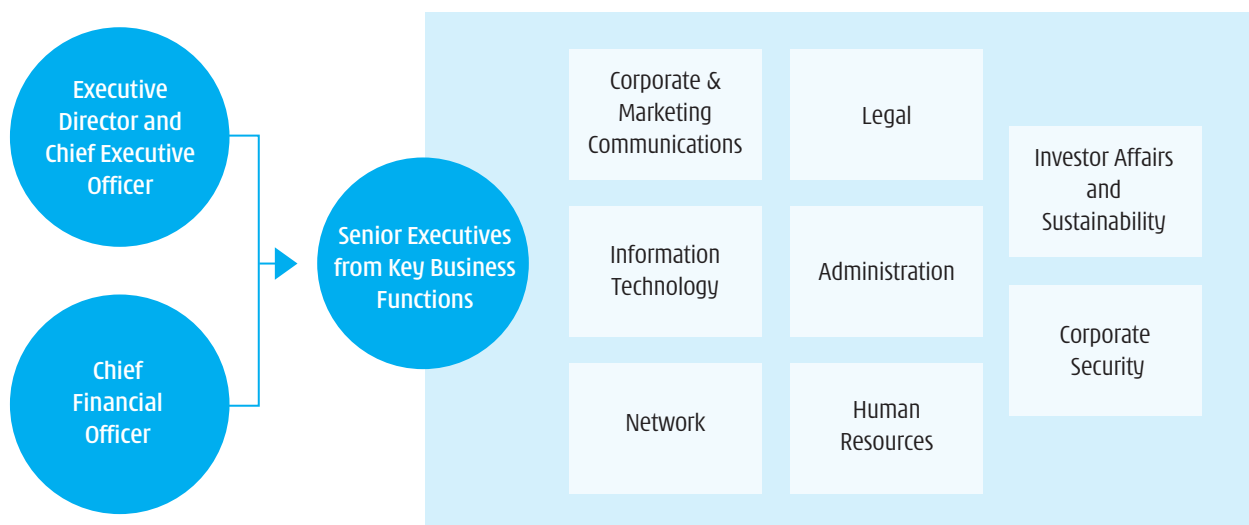 Executive
Director and
Chief Executive
Officer
Chief
Financial
Officer
Senior Executives
from Key Business
Functions
Corporate &
Marketing
Communications
Legal
Investor Affairs
and
Sustainability
Information
Technology
Administration
Corporate
Security
Network
Human
Resources